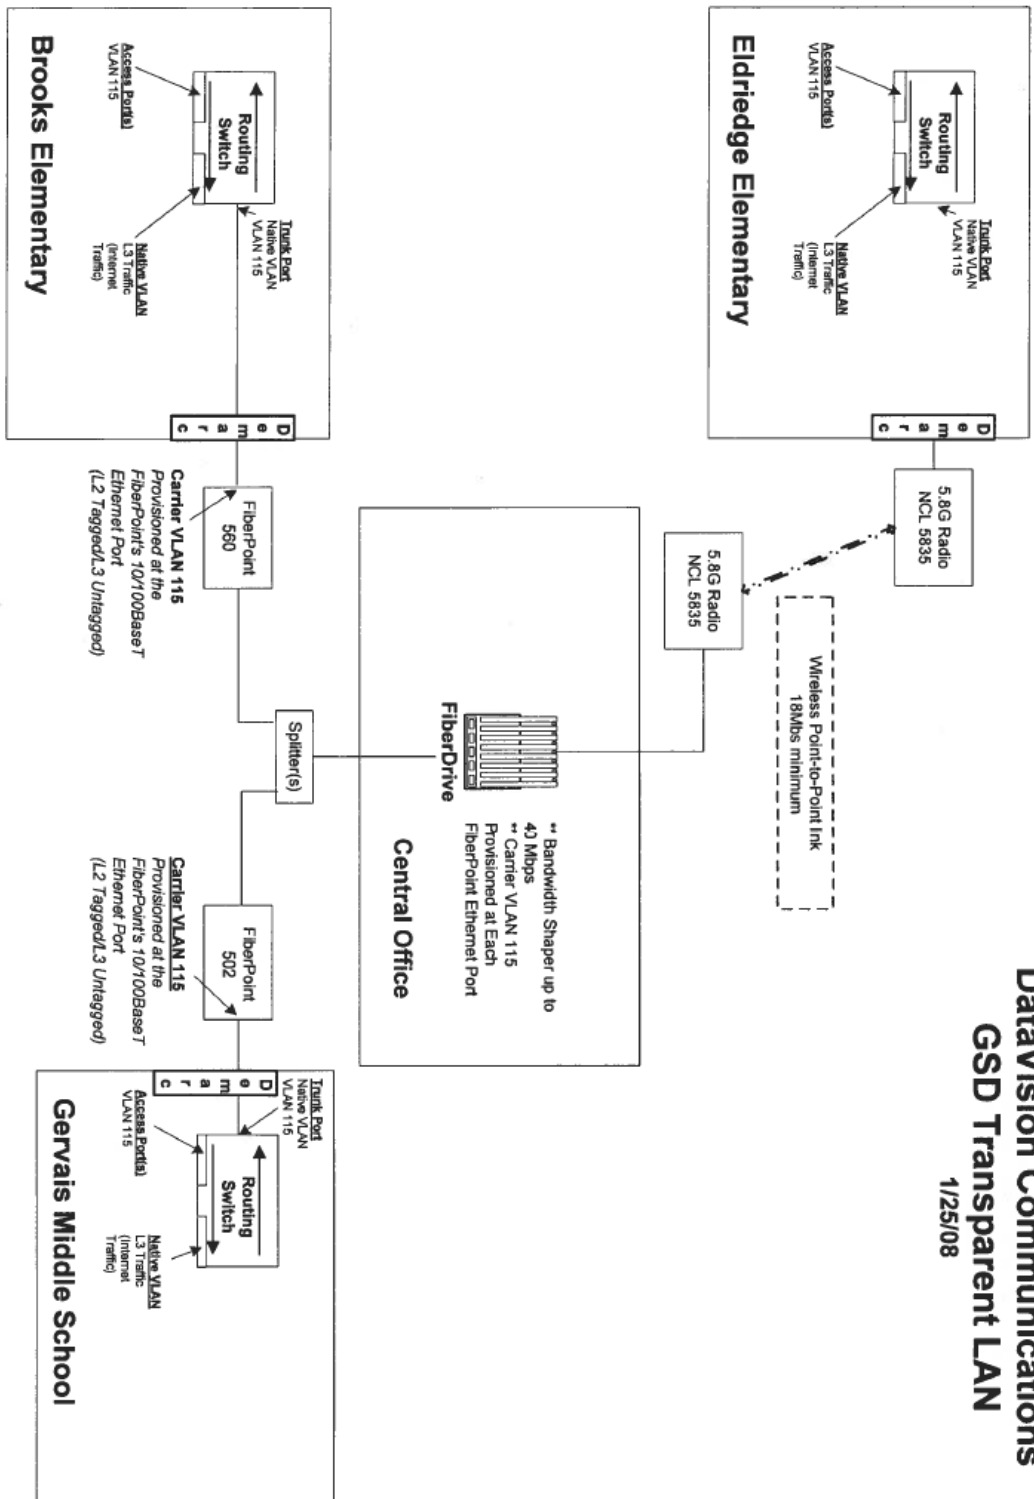 DataVision Communications
GSD Transparent LAN
1/25/08
Eldriedge Elementary
Access Port(s)
VLAN 115
Routing
Switch
Trunk Port
Native VLAN
VLAN 115
Native VLAN
L3 Traffic
(Internet
Traffic)
Demarc
5.8G Radio
NCL 5835
Wireless Point-to-Point Ink
18Mbs minimum
5.8G Radio
NCL 5835
FiberDrive
** Bandwidth Shaper up to
40 Mbps
** Carrier VLAN 115
Provisioned at Each
FiberPoint Ethernet Port
Central Office
Splitter(s)
Brooks Elementary
Access Port(s)
VLAN 115
Routing
Switch
Trunk Port
Native VLAN
VLAN 115
Native VLAN
L3 Traffic
(Internet
Traffic)
Demarc
FiberPoint
560
Carrier VLAN 115
Provisioned at the
FiberPoint's 10/100BaseT
Ethernet Port
(L2 Tagged/L3 Untagged)
FiberPoint
502
Carrier VLAN 115
Provisioned at the
FiberPoint's 10/100BaseT
Ethernet Port
(L2 Tagged/L3 Untagged)
Demarc
Trunk Port
Native VLAN
VLAN 115
Routing
Switch
Access Port(s)
VLAN 115
Native VLAN
L3 Traffic
(Internet
Traffic)
Gervais Middle School